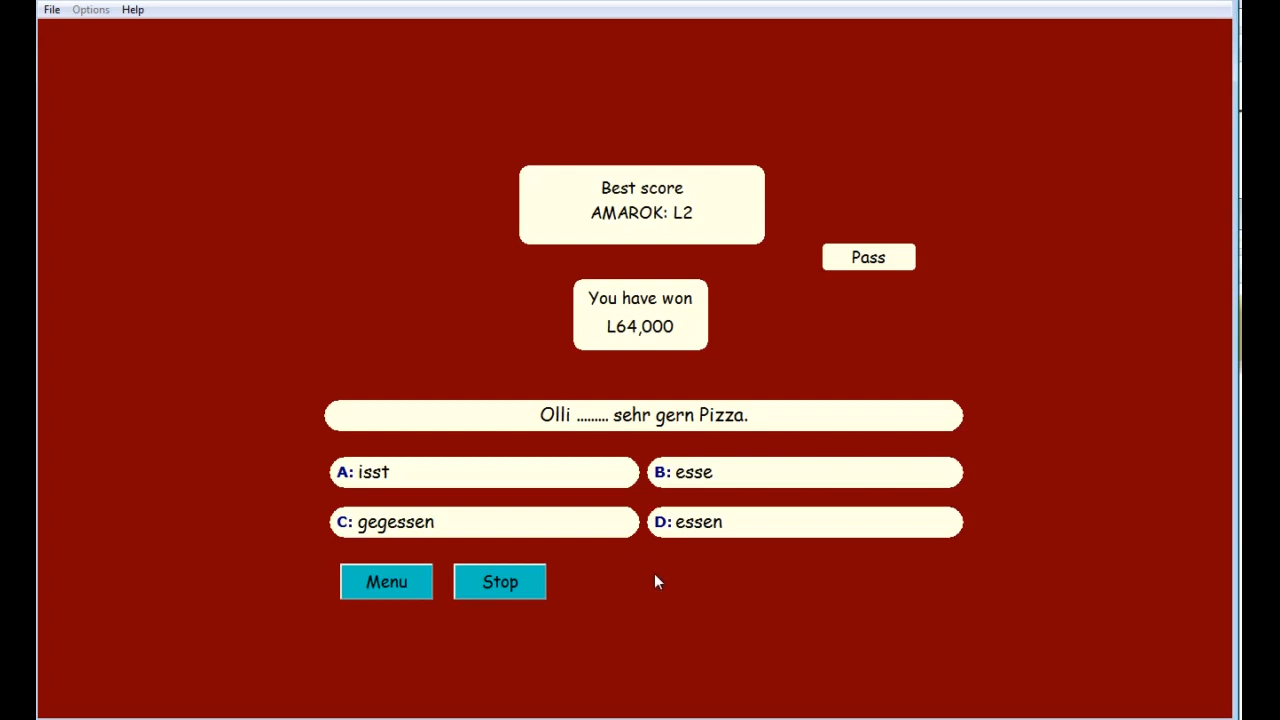 File Options Help
Best score
AMAROK: L2
Pass
You have won
L64,000
Olli ......... sehr gern Pizza.
A: isst
B: esse
C: gegessen
D: essen
Menu
Stop